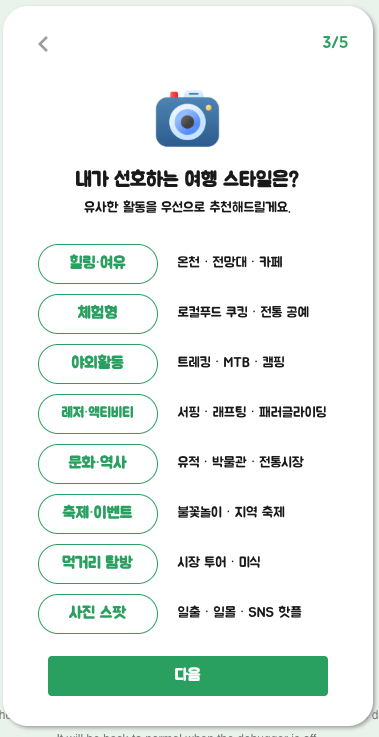 3/5
내가 선호하는 여행 스타일은?
유사한 활동을 우선으로 추천해드릴게요.
힐링·여유 온천 · 전망대 · 카페
체험형 로컬푸드 쿠킹 · 전통 공예
야외활동 트레킹 · MTB · 캠핑
레저·액티비티 서핑 · 래프팅 · 패러글라이딩
문화·역사 유적 · 박물관 · 전통시장
축제·이벤트 불꽃놀이 · 지역 축제
먹거리 탐방 시장 투어 · 미식
사진 스팟 일출 · 일몰 · SNS 핫플
다음
It will be back to normal when the debugger is off